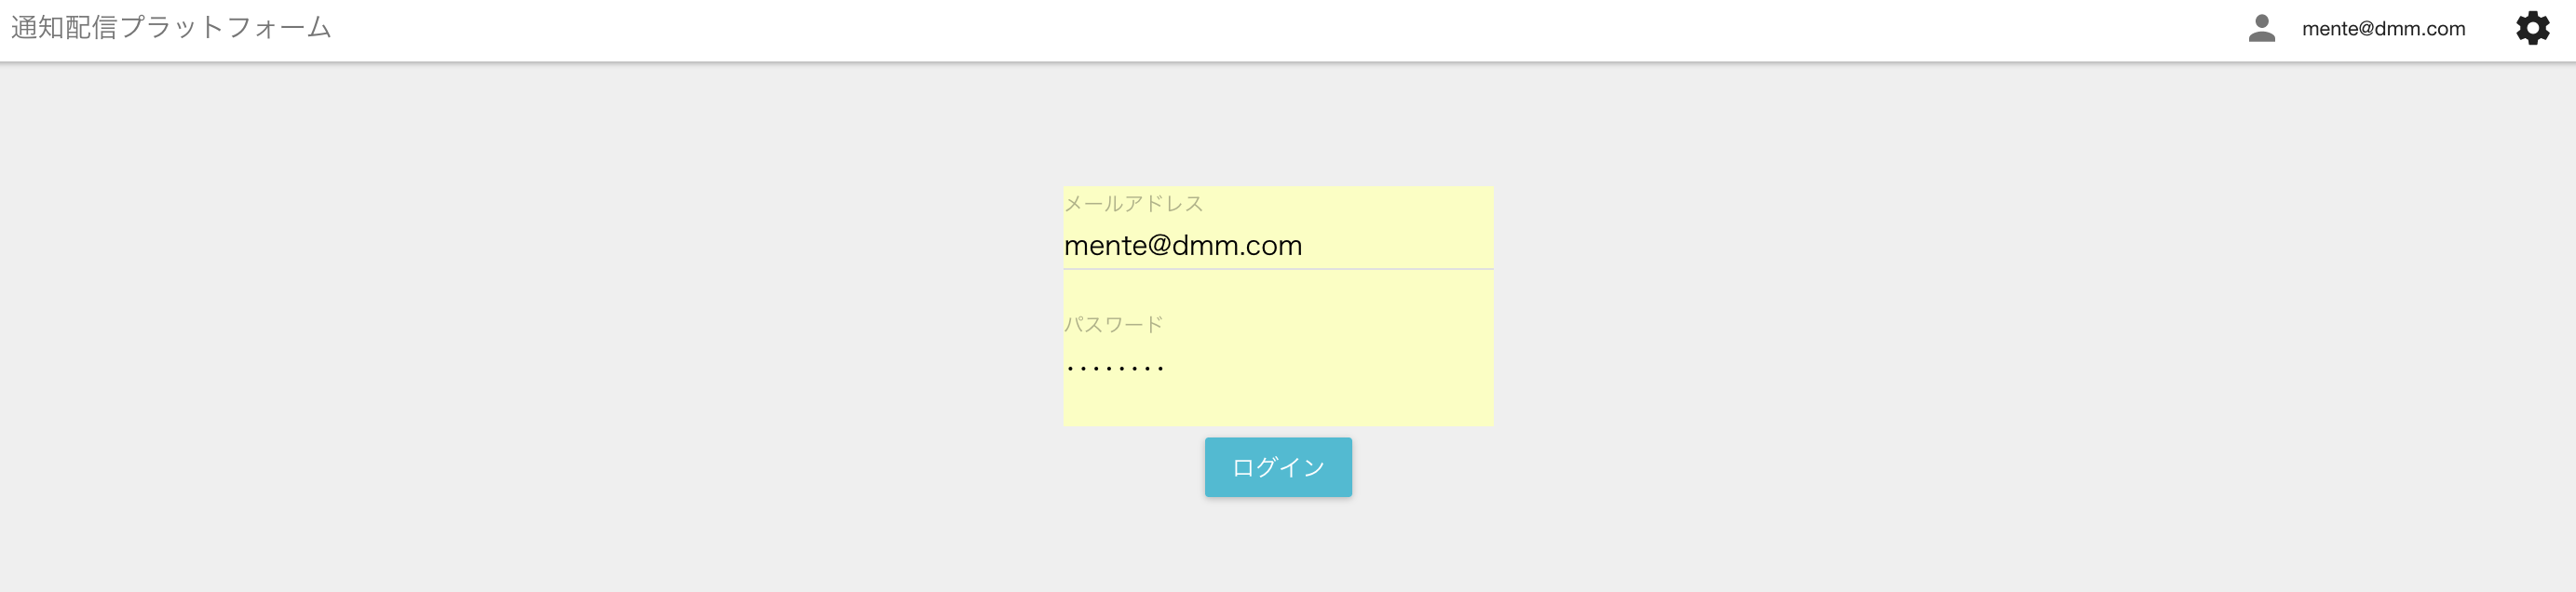 通知配信プラットフォーム
mente@dmm.com
メールアドレス
mente@dmm.com
パスワード
········
ログイン